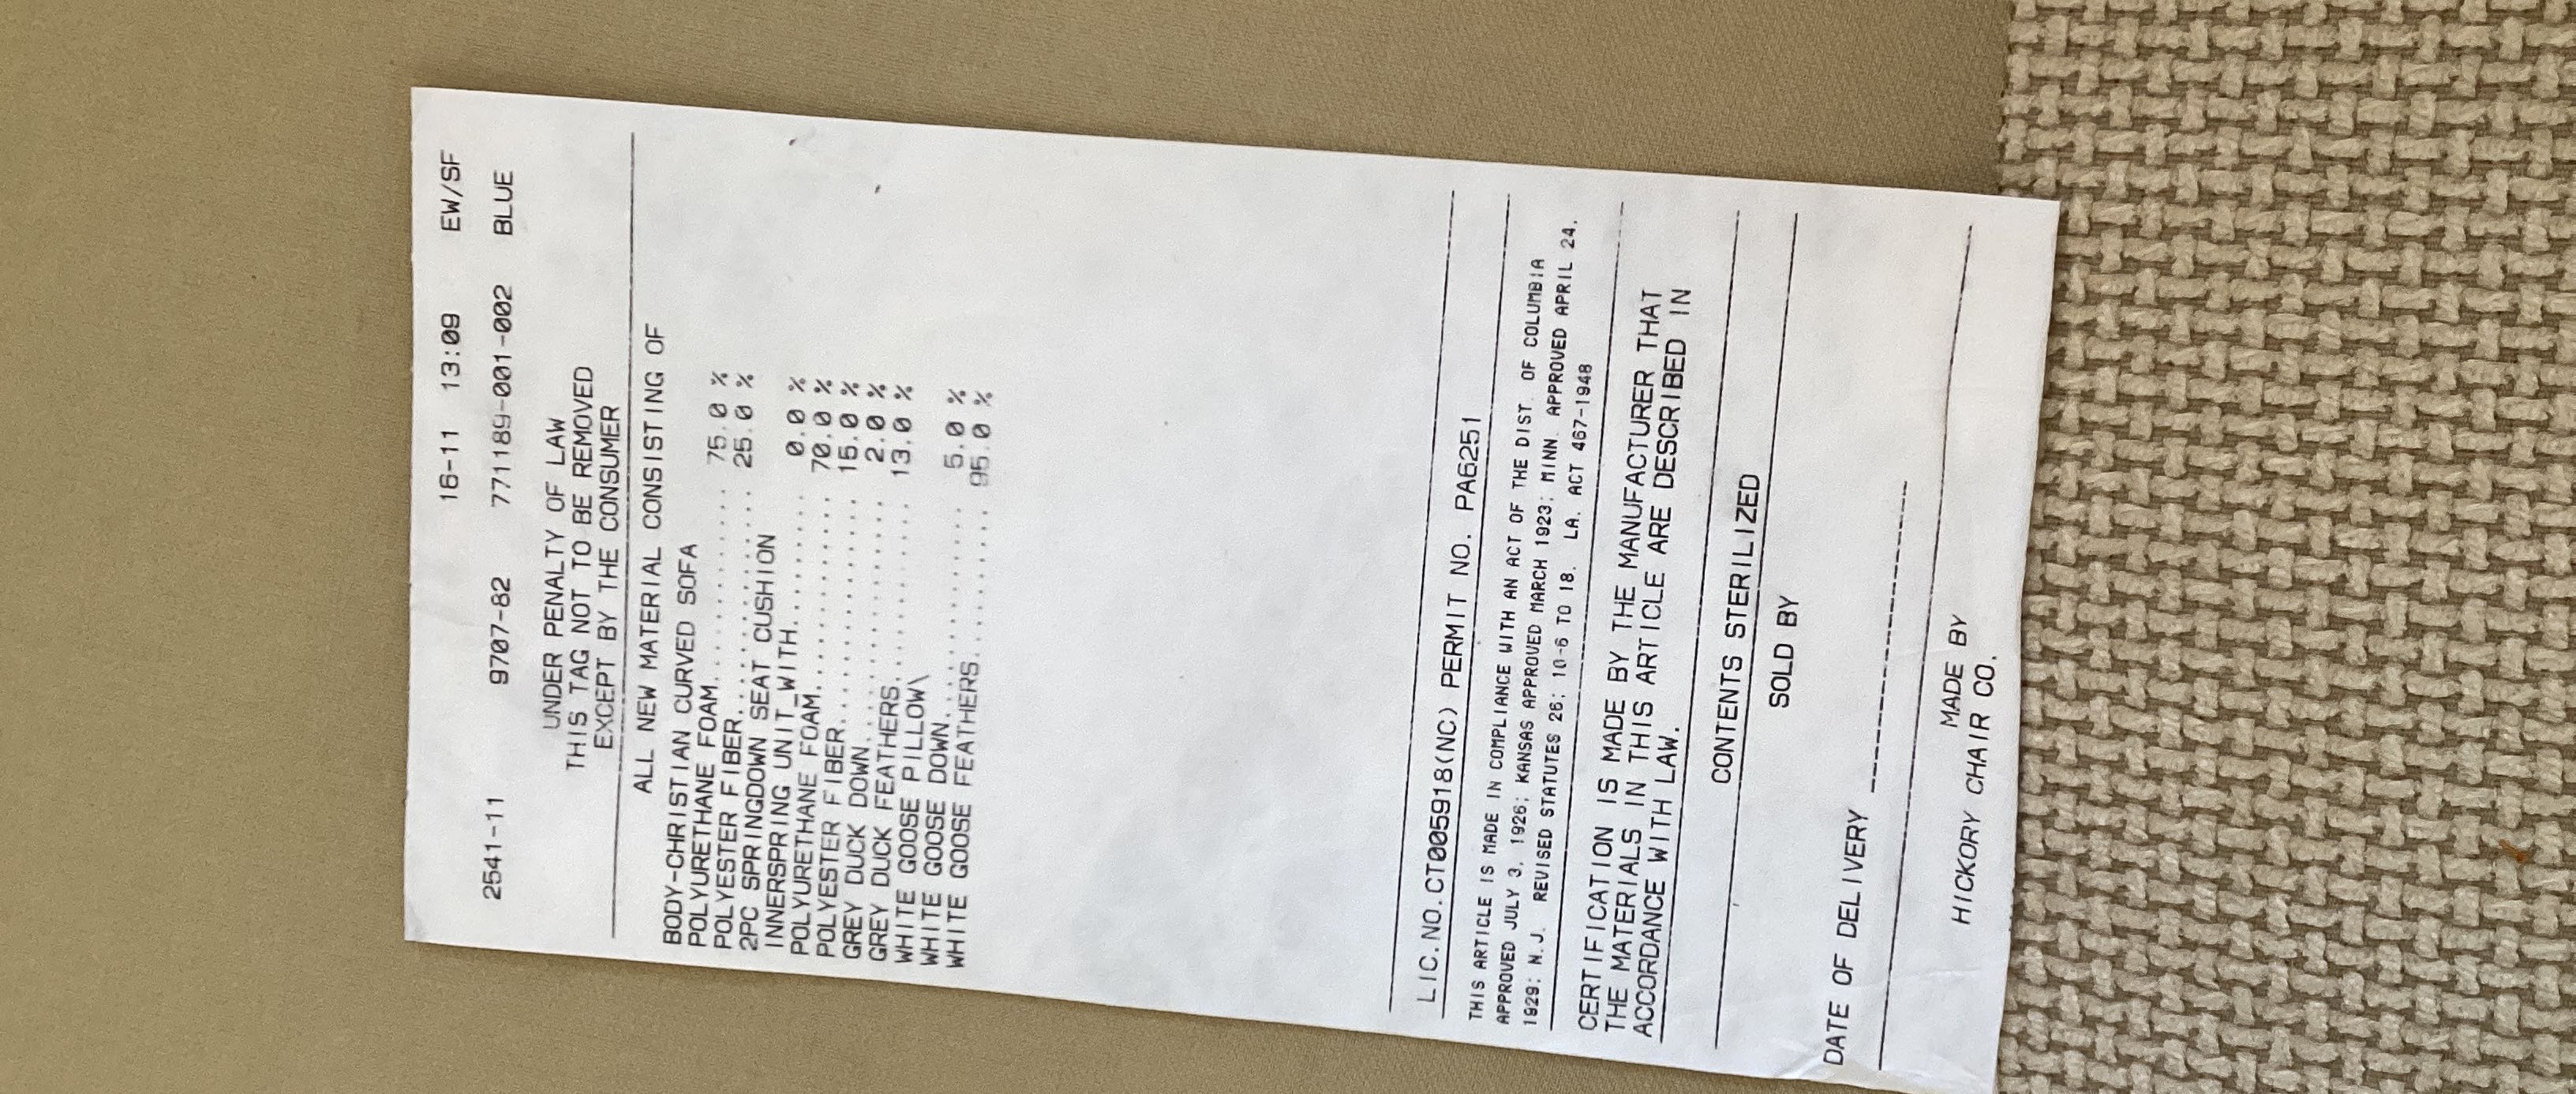 16-11 13:09 EW/SF
2541-11 9707-82 771189-001-002 BLUE
UNDER PENALTY OF LAW
THIS TAG NOT TO BE REMOVED
EXCEPT BY THE CONSUMER
ALL NEW MATERIAL CONSISTING OF
BODY-CHRISTIAN CURVED SOFA
POLYURETHANE FOAM........ 75.0 %
POLYESTER FIBER.......... 25.0 %
2PC SPRINGDOWN SEAT CUSHION
INNERSPRING UNIT_WITH.......... 0.0 %
POLYURETHANE FOAM............ 70.0 %
POLYESTER FIBER............ 15.0 %
GREY DUCK DOWN............ 2.0 %
GREY DUCK FEATHERS.......... 13.0 %
WHITE GOOSE PILLOW\
WHITE GOOSE DOWN............ 5.0 %
WHITE GOOSE FEATHERS......... 95.0 %
LIC.NO.CT005918(NC) PERMIT NO. PA6251
THIS ARTICLE IS MADE IN COMPLIANCE WITH AN ACT OF THE DIST. OF COLUMBIA
APPROVED JULY 3, 1926; KANSAS APPROVED MARCH 1923; MINN. APPROVED APRIL 24,
1929; N.J. REVISED STATUTES 26: 10-6 TO 18. LA. ACT 467-1948
CERTIFICATION IS MADE BY THE MANUFACTURER THAT
THE MATERIALS IN THIS ARTICLE ARE DESCRIBED IN
ACCORDANCE WITH LAW.
CONTENTS STERILIZED
SOLD BY
DATE OF DELIVERY ____________________
MADE BY
HICKORY CHAIR CO.